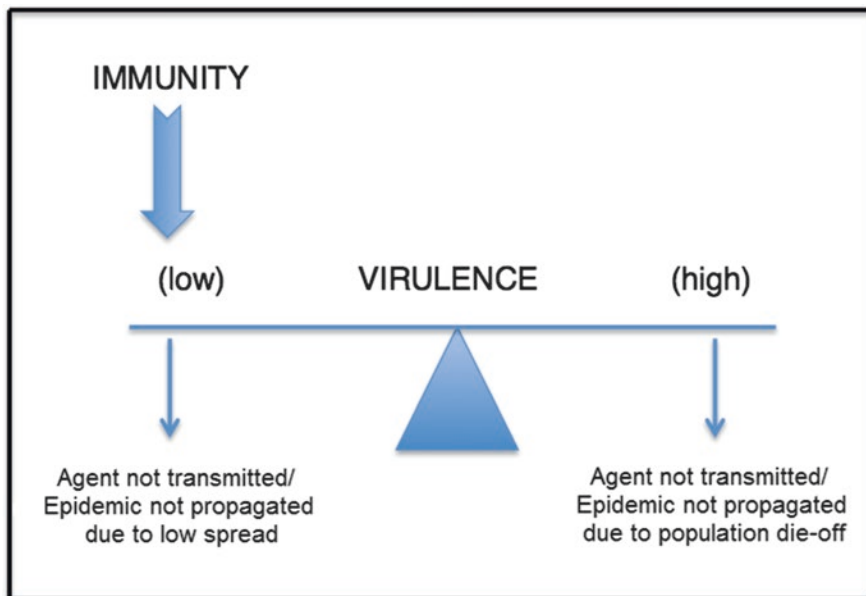 IMMUNITY
(low) VIRULENCE (high)
Agent not transmitted/
Epidemic not propagated
due to low spread
Agent not transmitted/
Epidemic not propagated
due to population die-off